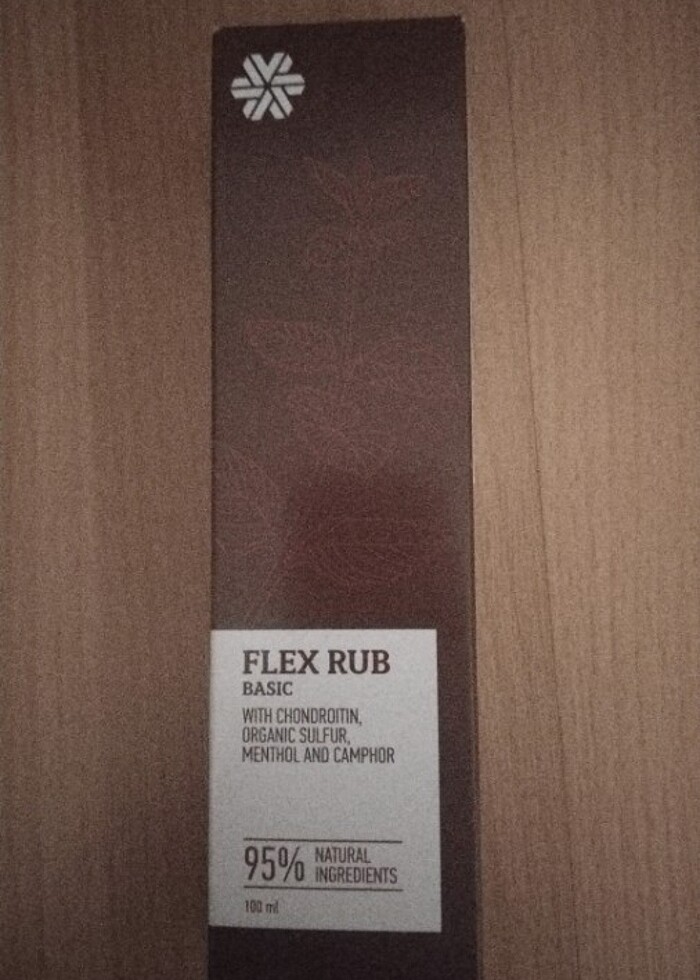 FLEX RUB
BASIC
WITH CHONDROITIN,
ORGANIC SULFUR,
MENTHOL AND CAMPHOR
95% NATURAL
INGREDIENTS
100 ml